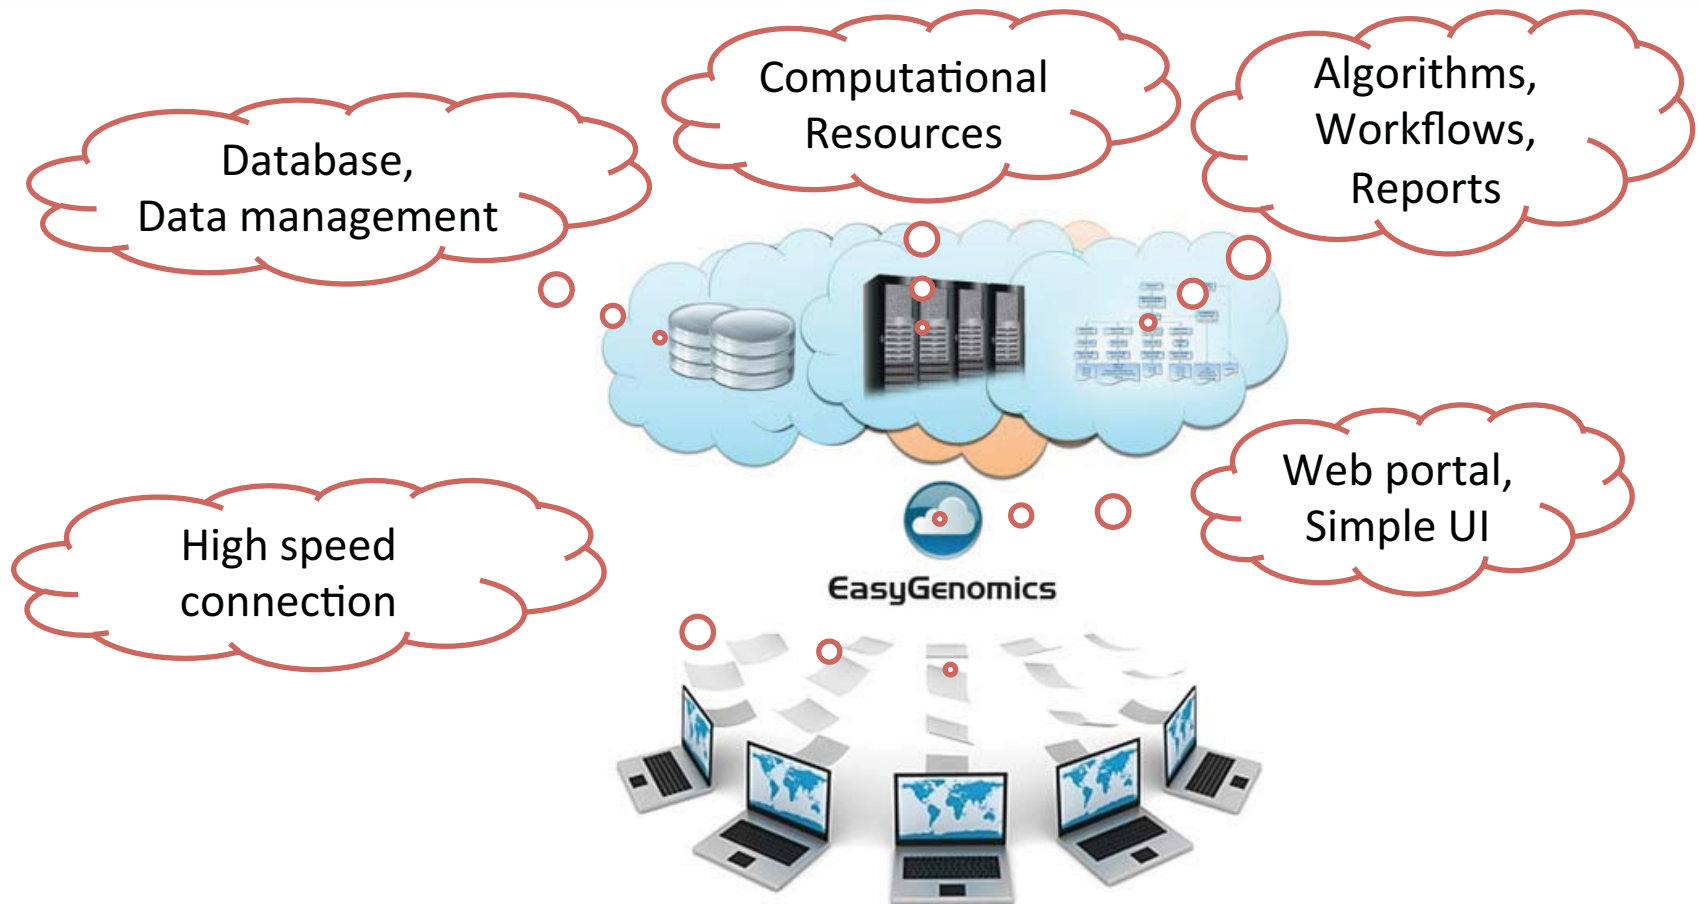 Computational
Resources
Algorithms,
Workflows,
Reports
Database,
Data management
Web portal,
Simple UI
High speed
connection
EasyGenomics